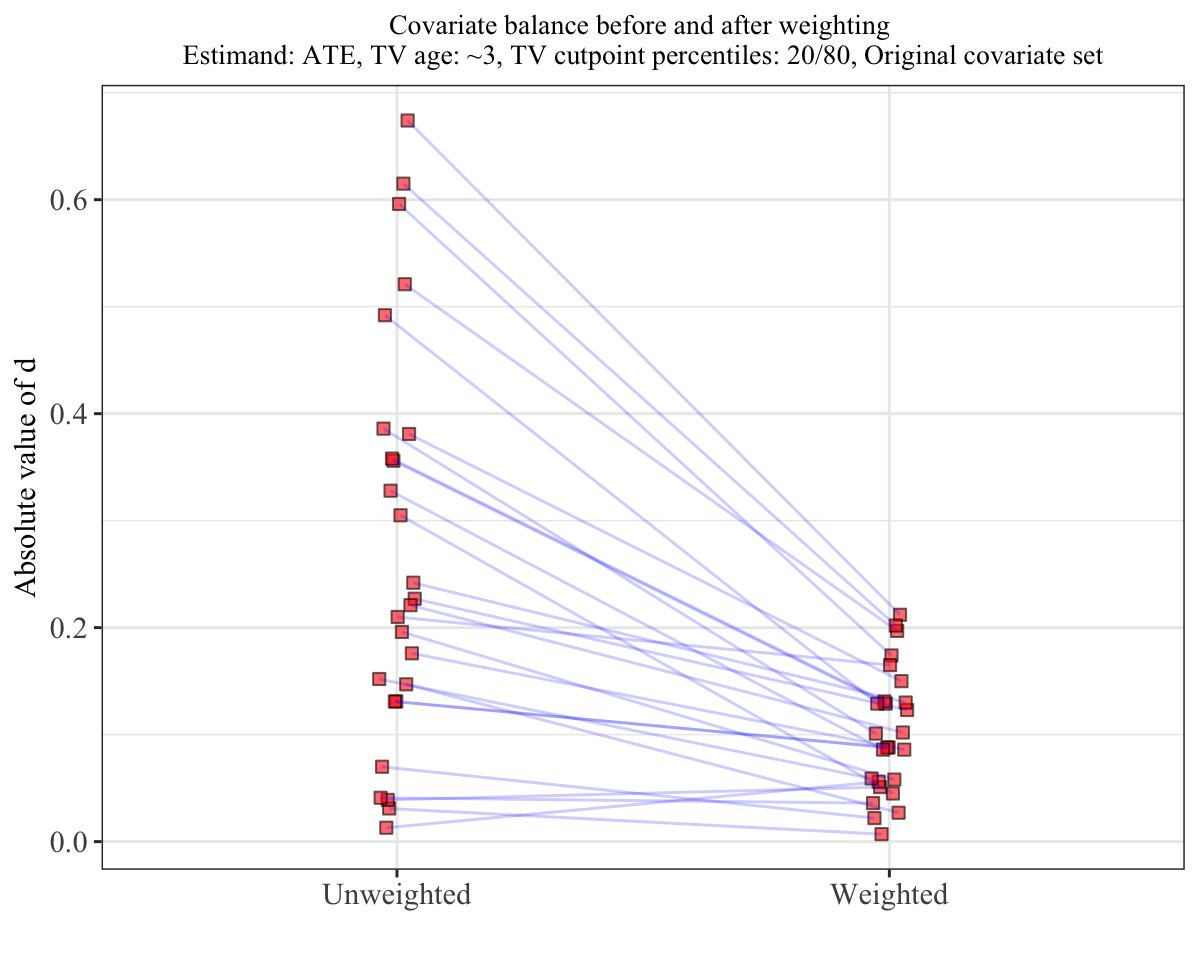 Covariate balance before and after weighting
Estimand: ATE, TV age: ~3, TV cutpoint percentiles: 20/80, Original covariate set
Absolute value of d
0.6
0.4
0.2
0.0
Unweighted
Weighted